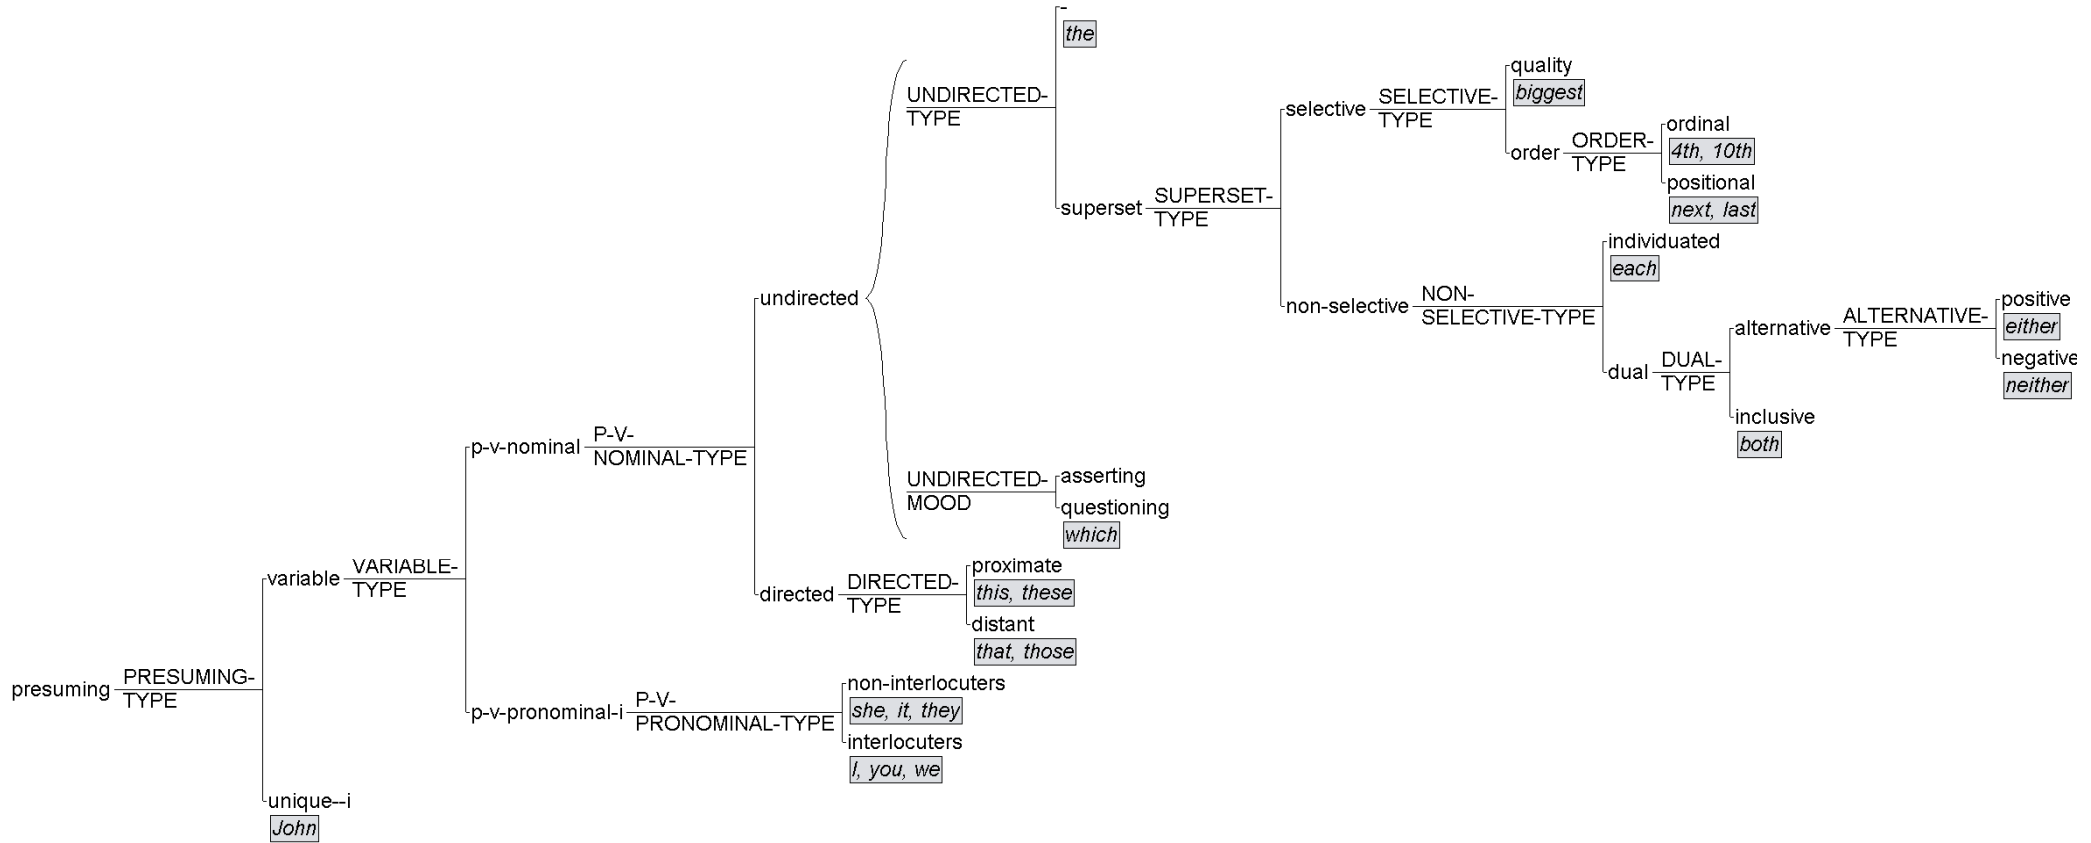 -
the
UNDIRECTED-
TYPE
quality
biggest
selective
SELECTIVE-
TYPE
ordinal
4th, 10th
order
ORDER-
TYPE
positional
next, last
superset
SUPERSET-
TYPE
individuated
each
undirected
non-selective
NON-
SELECTIVE-TYPE
positive
either
alternative
ALTERNATIVE-
TYPE
negative
neither
dual
DUAL-
TYPE
inclusive
both
p-v-nominal
P-V-
NOMINAL-TYPE
UNDIRECTED-
MOOD
asserting
questioning
which
variable
VARIABLE-
TYPE
directed
DIRECTED-
TYPE
proximate
this, these
distant
that, those
presuming
PRESUMING-
TYPE
p-v-pronominal-i
P-V-
PRONOMINAL-TYPE
non-interlocuters
she, it, they
interlocuters
I, you, we
unique--i
John